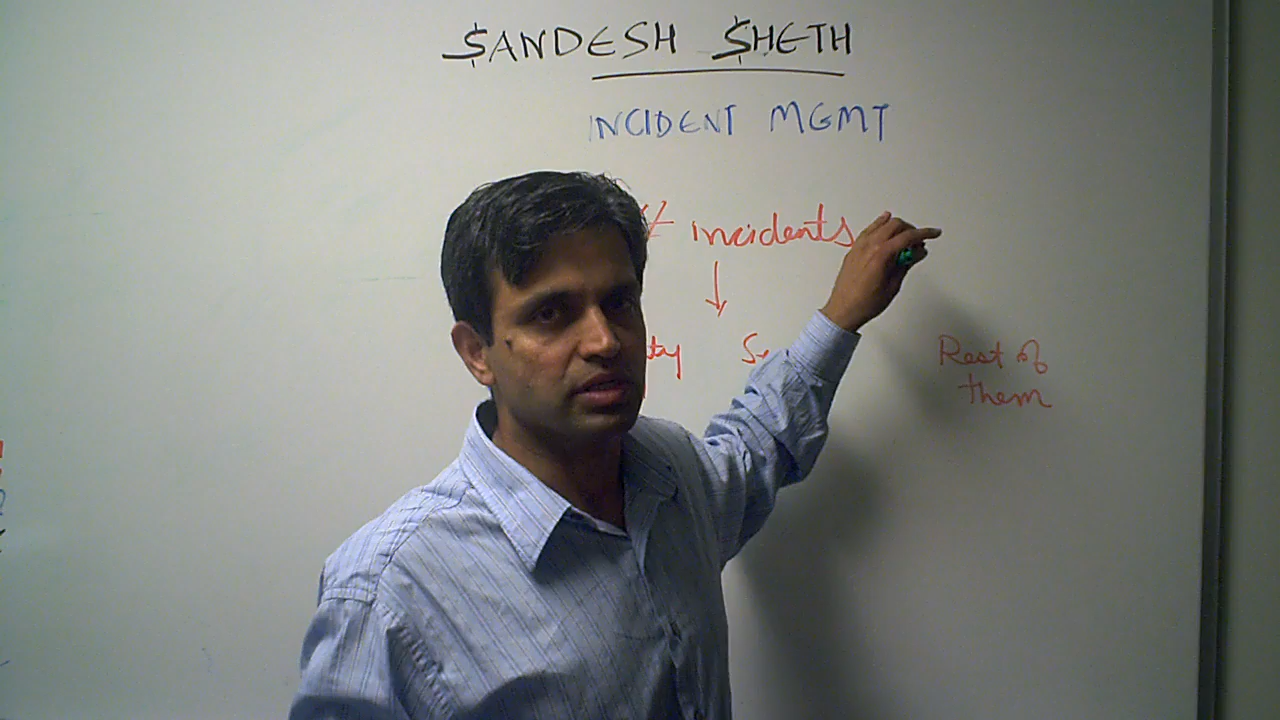 $ANDESH $HETH
INCIDENT MGMT
# incidents
Rest of
them